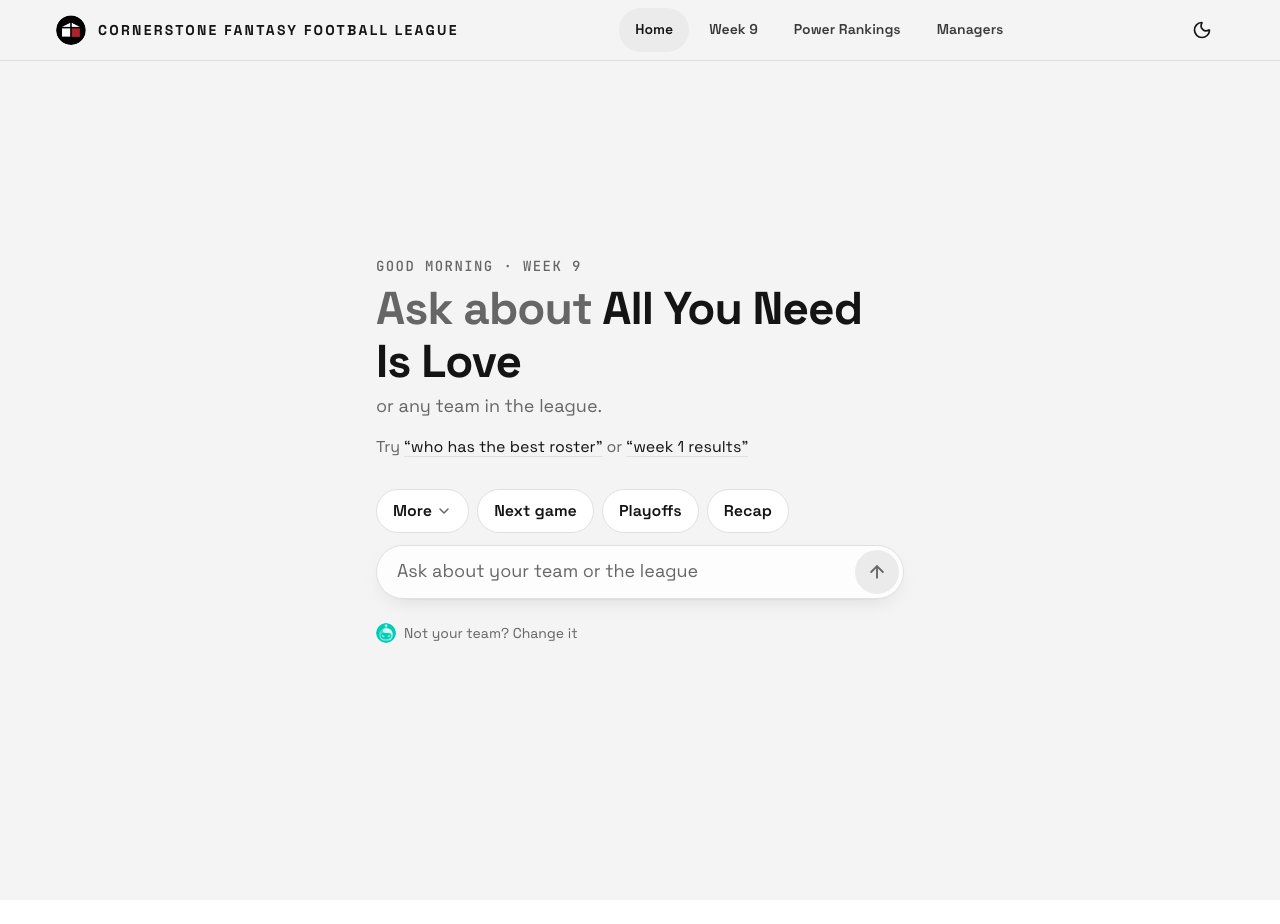 CORNERSTONE FANTASY FOOTBALL LEAGUE
Home
Week 9
Power Rankings
Managers
GOOD MORNING · WEEK 9
Ask about All You Need
Is Love
or any team in the league.
Try “who has the best roster” or “week 1 results”
More
Next game
Playoffs
Recap
Ask about your team or the league
Not your team? Change it